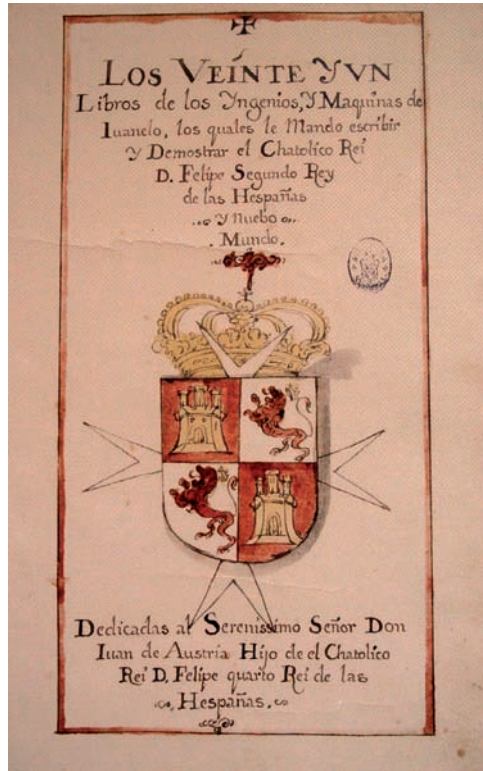 LOS VEINTE Y VN
Libros de los Yngenios, Y Maquinas de
Iuanelo, los quales le Mando escribir
Y Demostrar el Chatolico Rei
D. Felipe Segundo Rey
de las Hespañas
Y Nuebo
. Mundo.
Dedicadas al Serenissimo Señor Don
Iuan de Austria Hijo de el Chatolico
Rei D. Felipe quarto Rei de las
Hespañas.